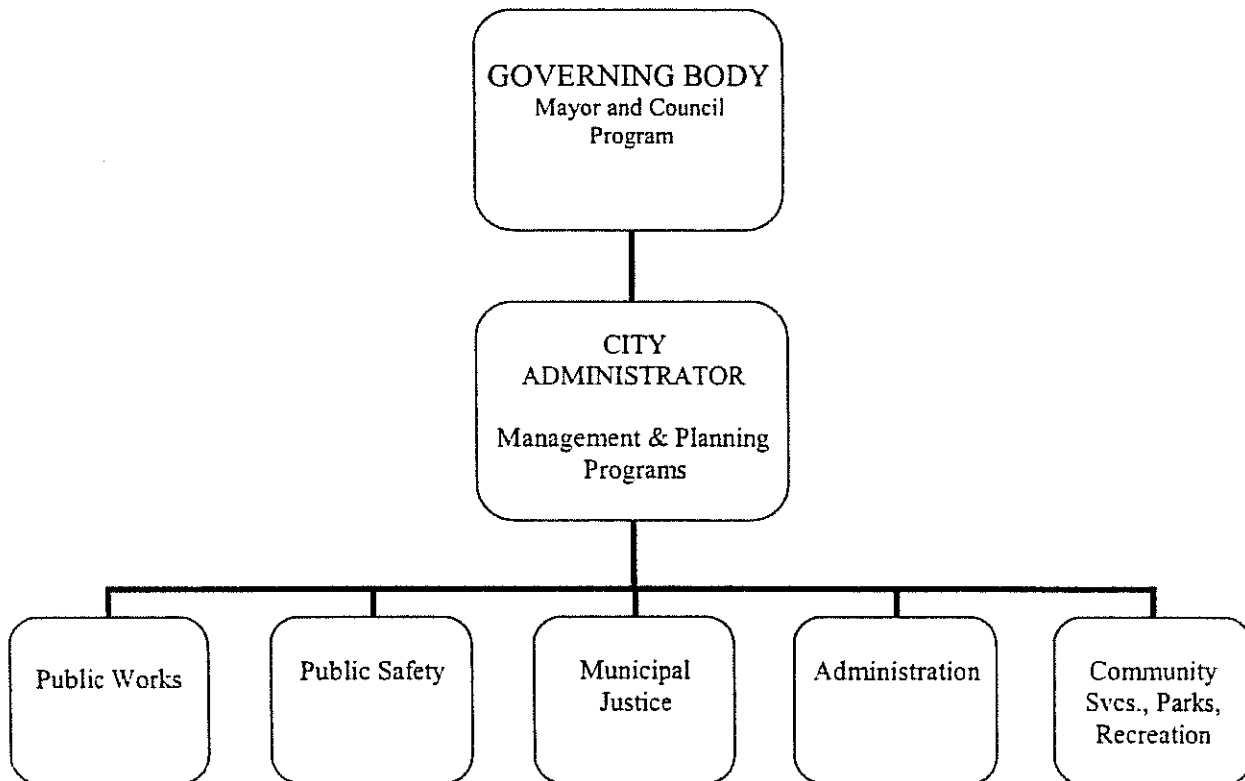 GOVERNING BODY
Mayor and Council
Program
CITY
ADMINISTRATOR
Management & Planning
Programs
Public Works
Public Safety
Municipal
Justice
Administration
Community
Svcs., Parks,
Recreation